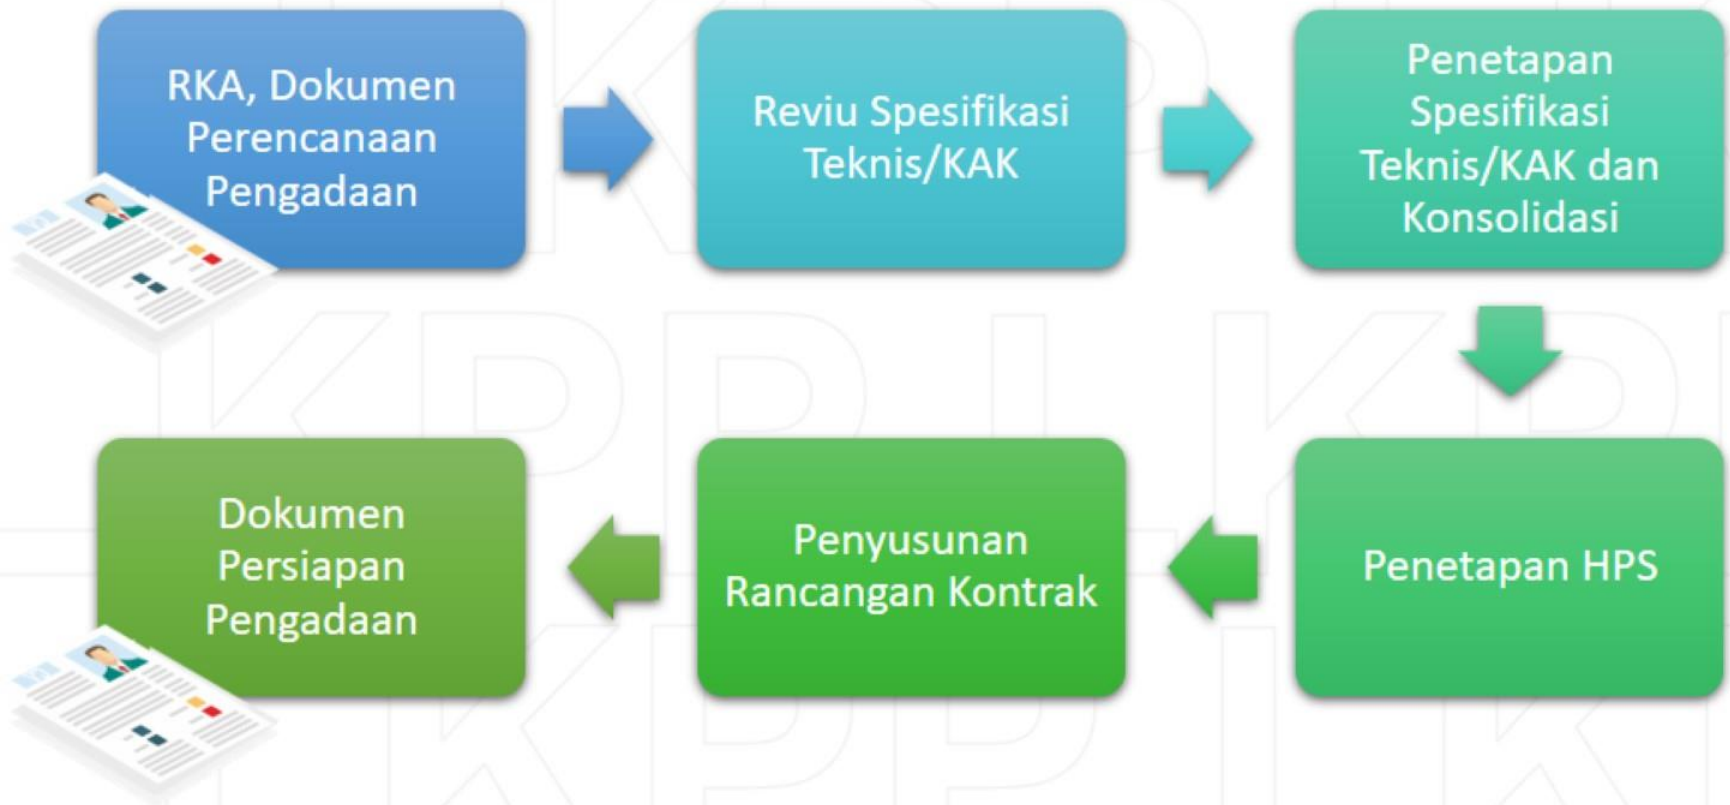 RKA, Dokumen
Perencanaan
Pengadaan
Reviu Spesifikasi
Teknis/KAK
Penetapan
Spesifikasi
Teknis/KAK dan
Konsolidasi
Penetapan HPS
Penyusunan
Rancangan Kontrak
Dokumen
Persiapan
Pengadaan